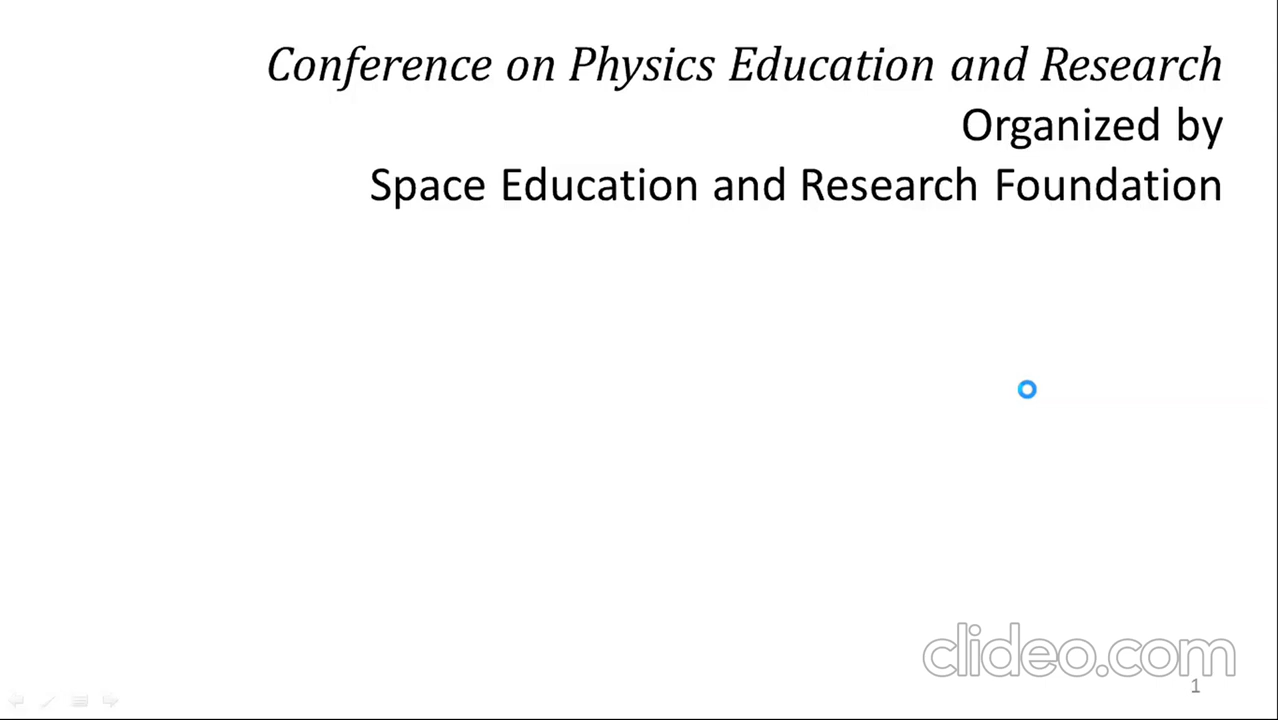 Conference on Physics Education and Research
Organized by
Space Education and Research Foundation
clideo.com
1